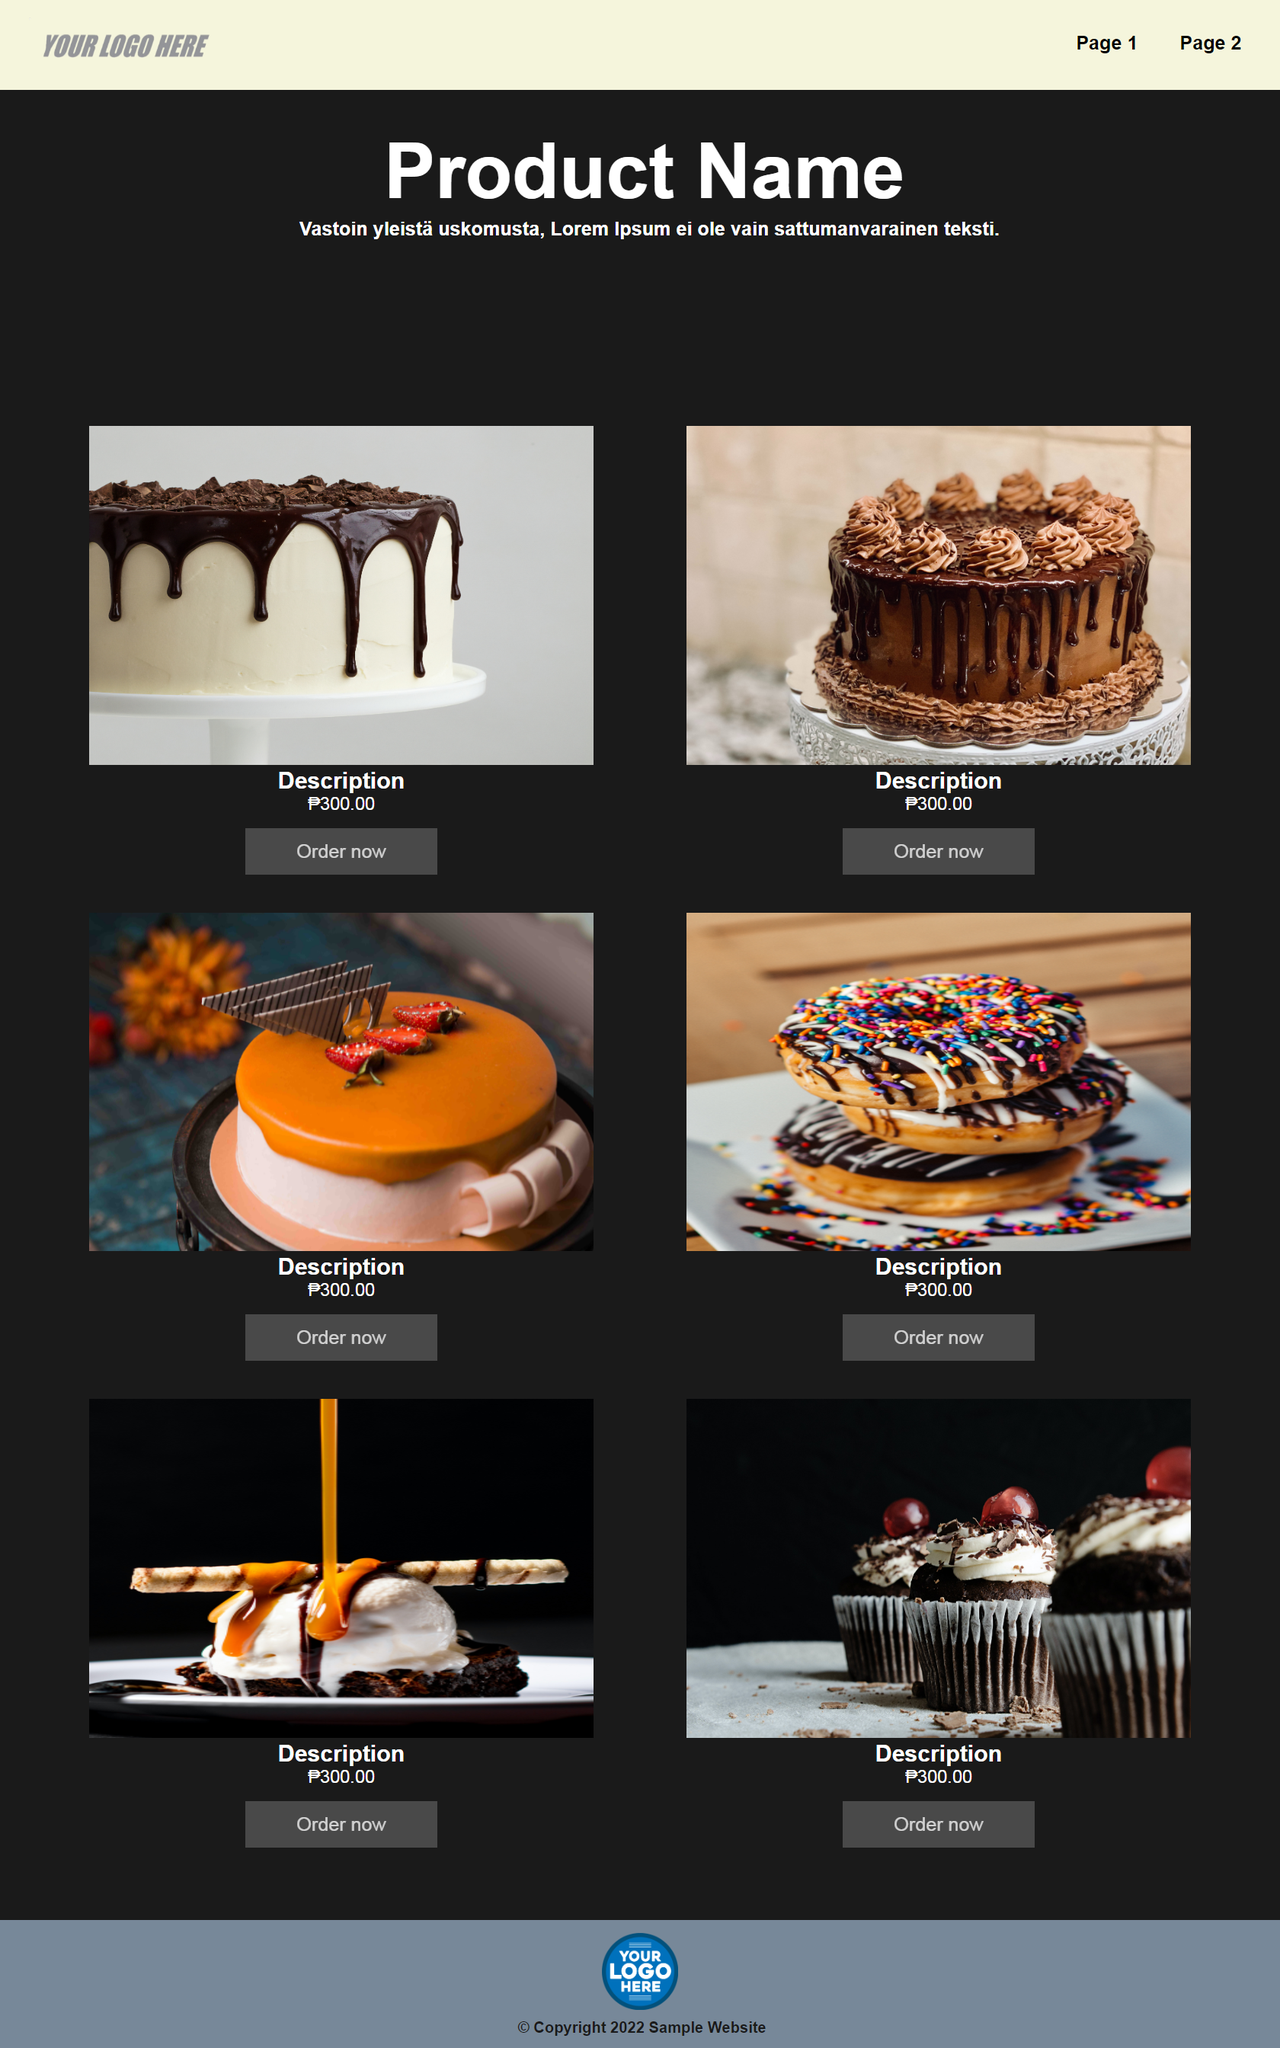 YOUR LOGO HERE
Page 1
Page 2
Product Name
Vastoin yleistä uskomusta, Lorem Ipsum ei ole vain sattumanvarainen teksti.
Description
₱300.00
Order now
Description
₱300.00
Order now
Description
₱300.00
Order now
Description
₱300.00
Order now
Description
₱300.00
Order now
Description
₱300.00
Order now
YOUR
LOGO
HERE
© Copyright 2022 Sample Website